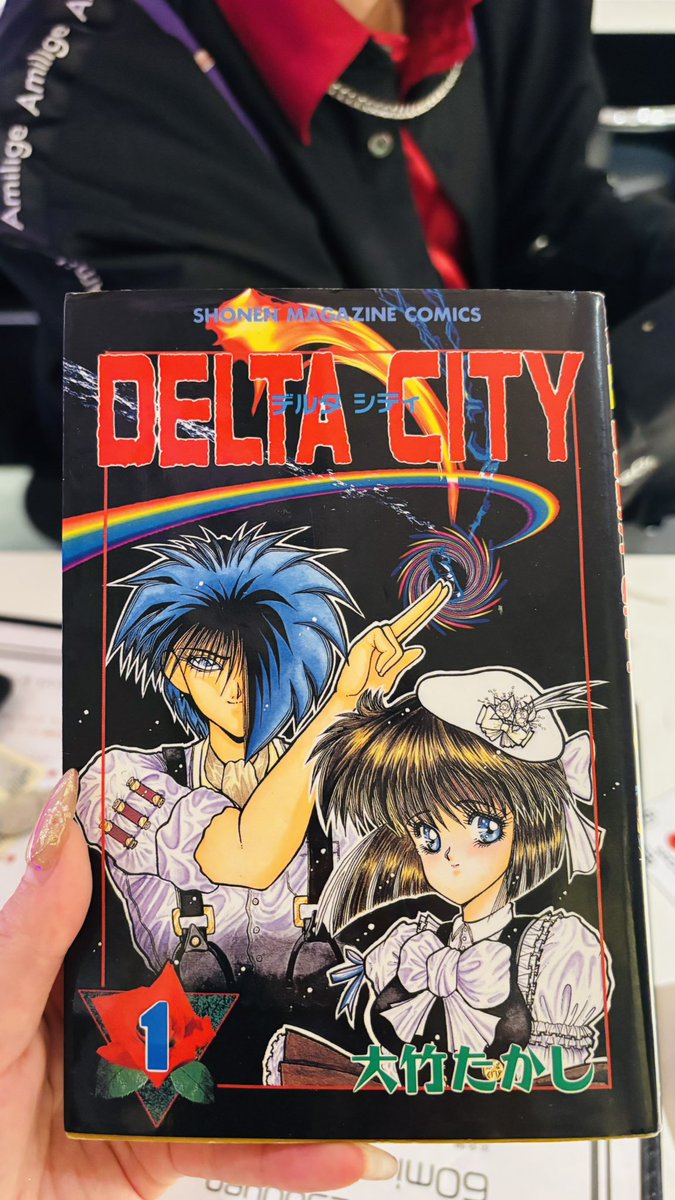 Amilige Amilige A
SHONEN MAGAZINE COMICS
DELTA CITY
デルタ シティ
1
大竹たかし
60mi